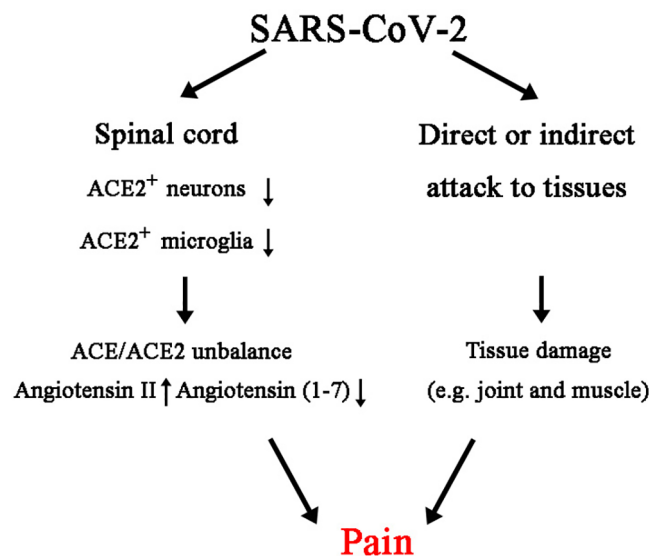 SARS-CoV-2
Spinal cord
ACE2+ neurons ↓
ACE2+ microglia ↓
ACE/ACE2 unbalance
Angiotensin II ↑ Angiotensin (1-7) ↓
Direct or indirect
attack to tissues
Tissue damage
(e.g. joint and muscle)
Pain